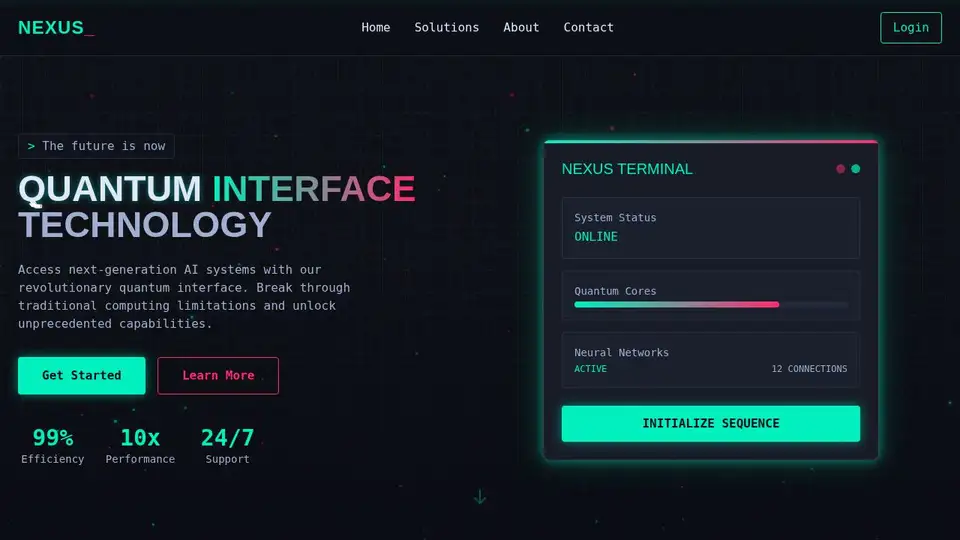 NEXUS_
Home Solutions About Contact
Login
> The future is now
QUANTUM INTERFACE
TECHNOLOGY
Access next-generation AI systems with our
revolutionary quantum interface. Break through
traditional computing limitations and unlock
unprecedented capabilities.
Get Started Learn More
99% 10x 24/7
Efficiency Performance Support
NEXUS TERMINAL
System Status
ONLINE
Quantum Cores
Neural Networks
ACTIVE 12 CONNECTIONS
INITIALIZE SEQUENCE